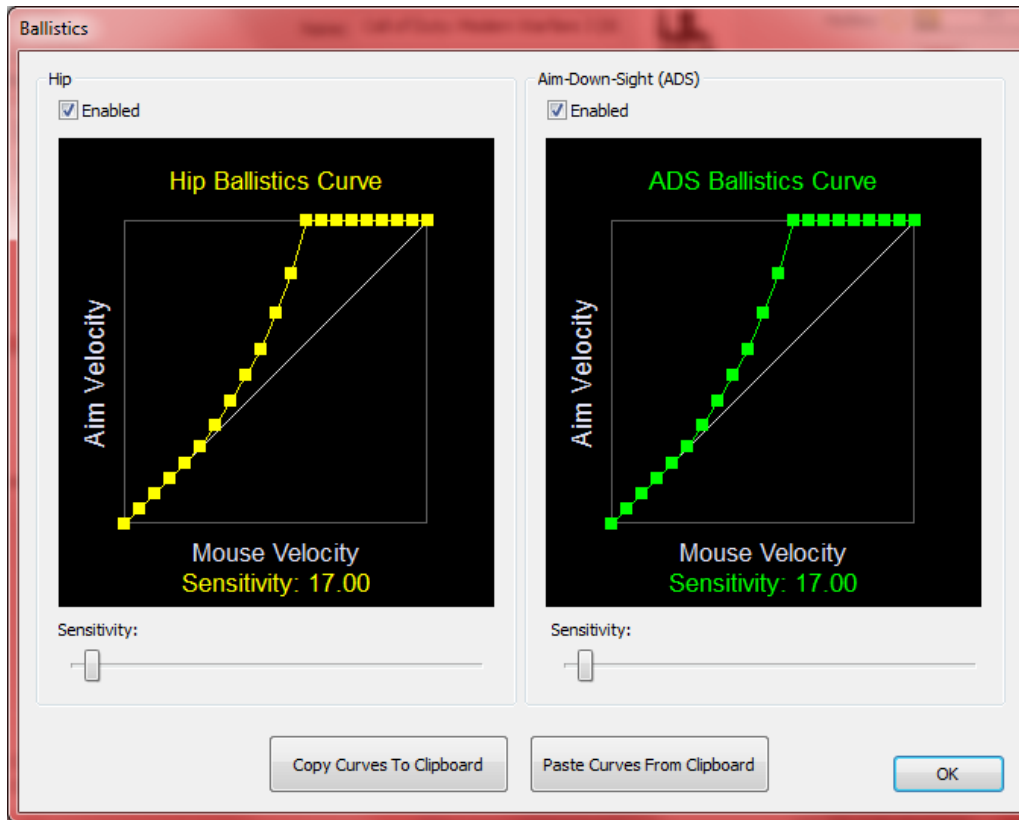 Ballistics
Hip
Enabled
Hip Ballistics Curve
Aim Velocity
Mouse Velocity
Sensitivity: 17.00
Sensitivity:
Aim-Down-Sight (ADS)
Enabled
ADS Ballistics Curve
Aim Velocity
Mouse Velocity
Sensitivity: 17.00
Sensitivity:
Copy Curves To Clipboard
Paste Curves From Clipboard
OK